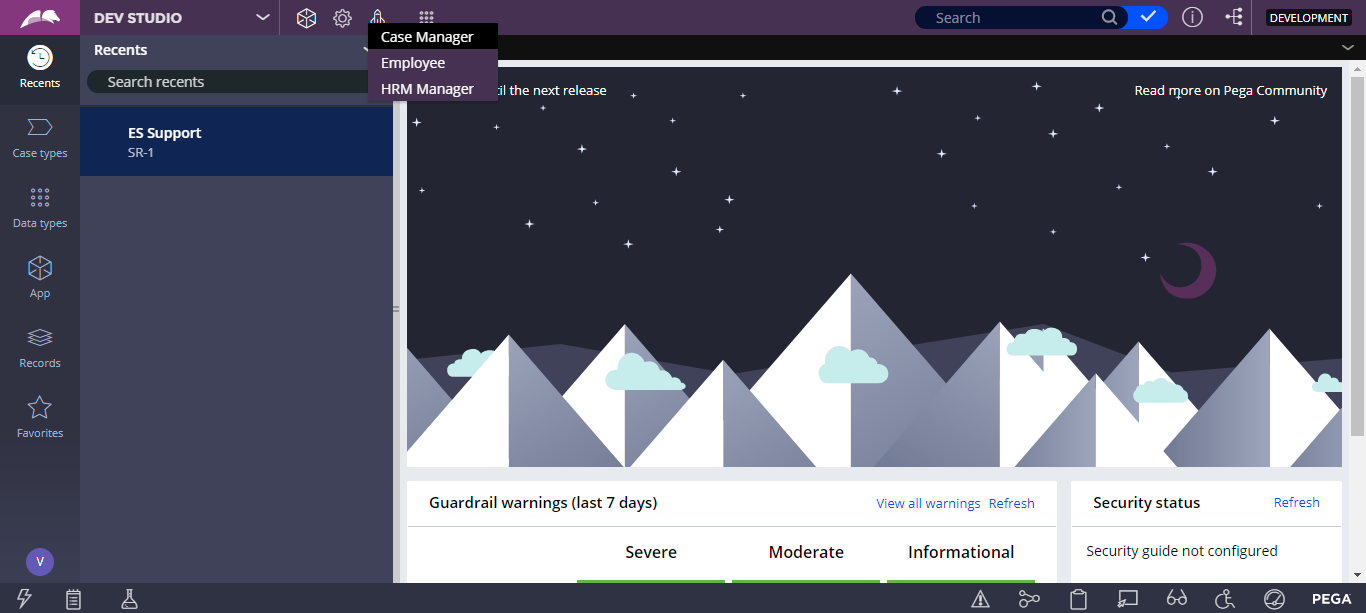 DEV STUDIO
Search
DEVELOPMENT
Case Manager
Employee
HRM Manager
Recents
Search recents
Recents
ES Support
SR-1
Case types
Data types
App
Records
Favorites
V
til the next release
Read more on Pega Community
Guardrail warnings (last 7 days)
View all warnings Refresh
Severe Moderate Informational
Security status
Refresh
Security guide not configured
PEGA